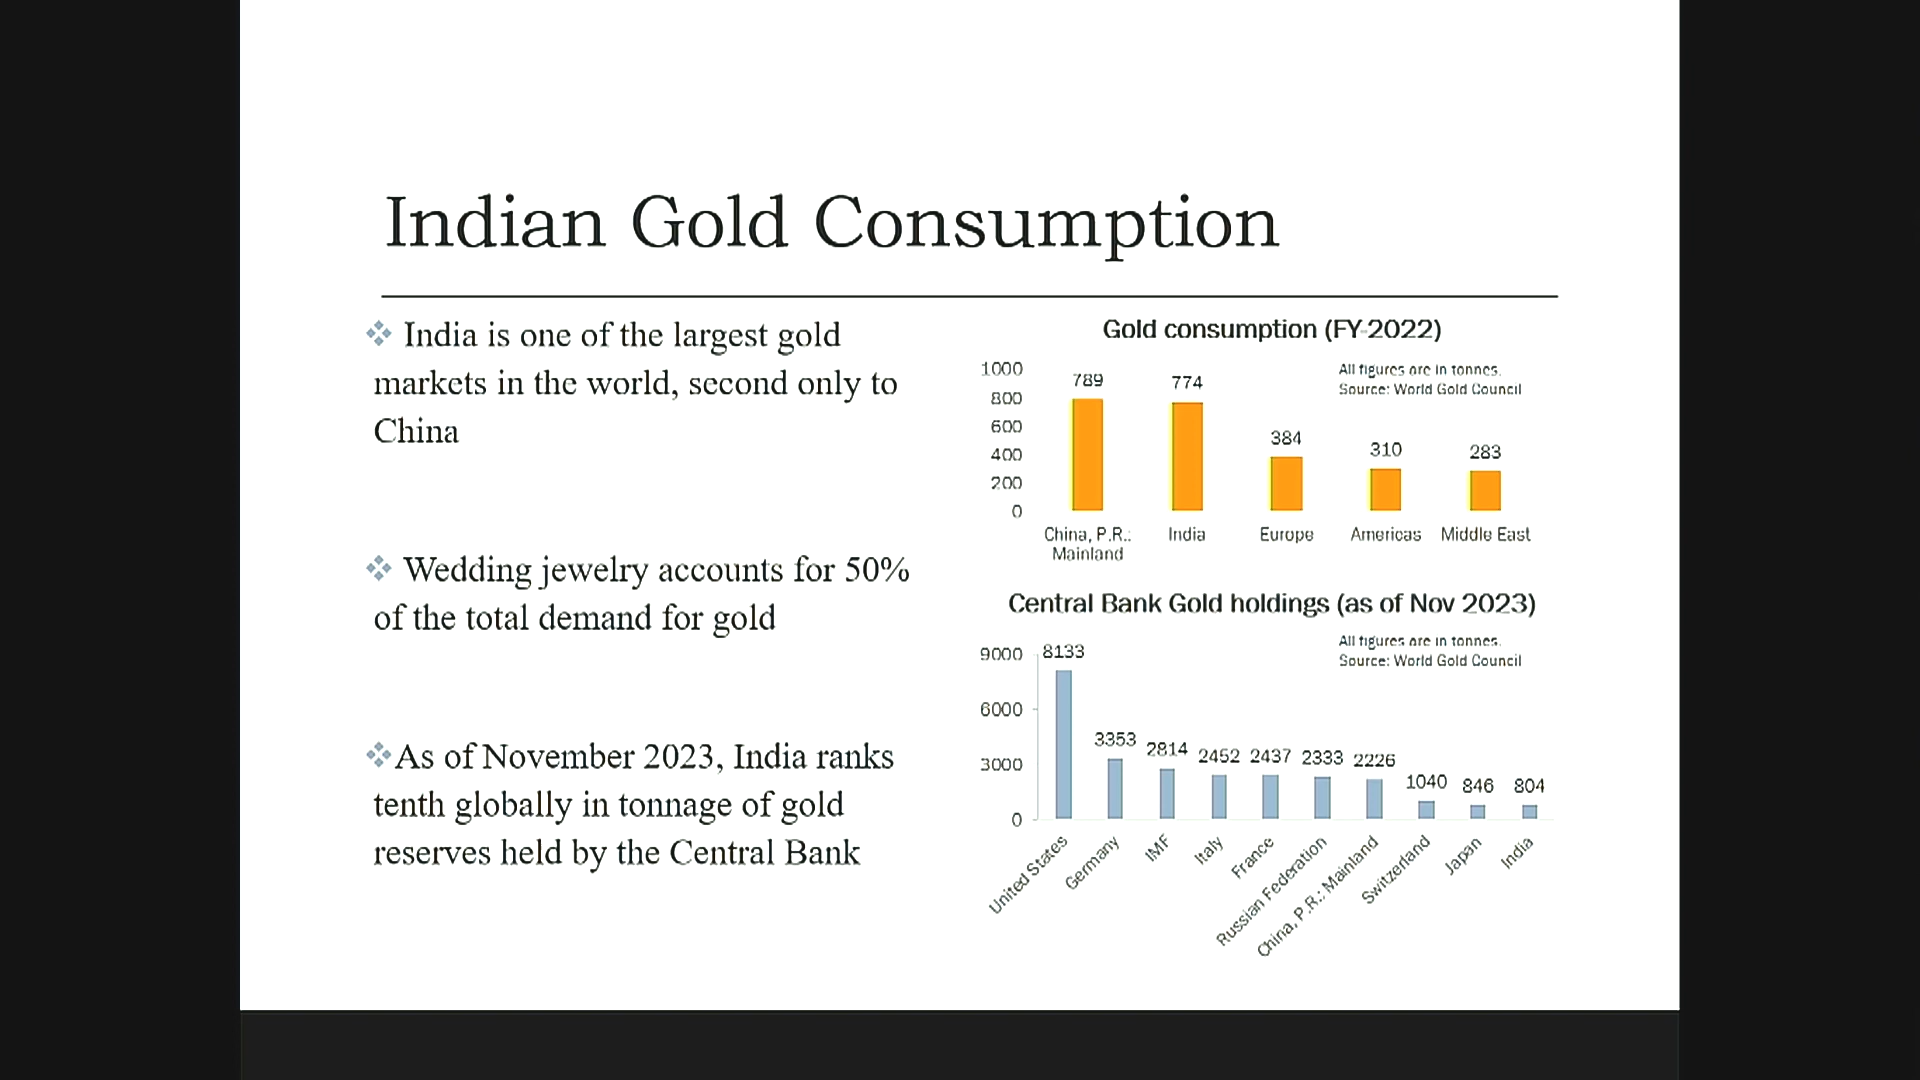 Indian Gold Consumption
❖ India is one of the largest gold
markets in the world, second only to
China
❖ Wedding jewelry accounts for 50%
of the total demand for gold
❖As of November 2023, India ranks
tenth globally in tonnage of gold
reserves held by the Central Bank
Gold consumption (FY-2022)
All figures are in tonnes.
Source: World Gold Council
1000
800
600
400
200
0
789
774
384
310
283
China, P.R.:
Mainland
India
Europe
Americas
Middle East
Central Bank Gold holdings (as of Nov 2023)
All figures are in tonnes.
Source: World Gold Council
9000
6000
3000
0
8133
3353
2814
2452
2437
2333
2226
1040
846
804
United States
Germany
IMF
Italy
France
Russian Federation
China, P.R.: Mainland
Switzerland
Japan
India